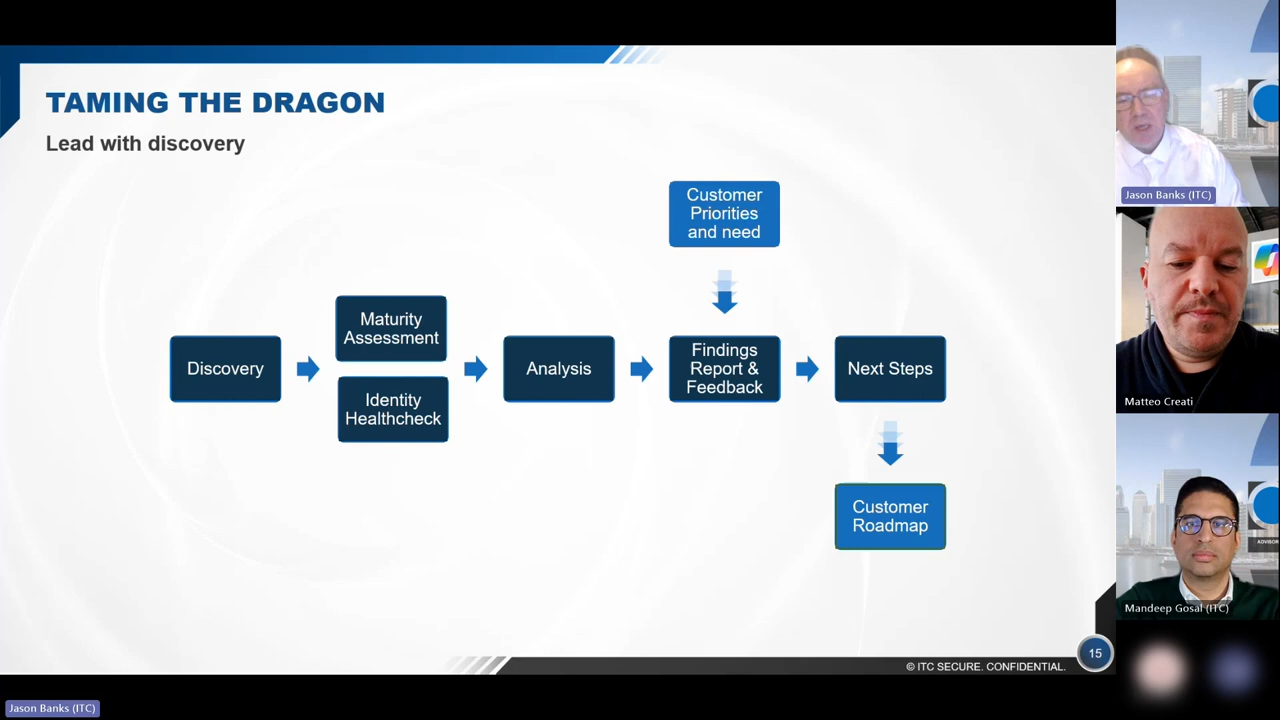 TAMING THE DRAGON
Lead with discovery
Customer
Priorities
and need
Discovery
Maturity
Assessment
Identity
Healthcheck
Analysis
Findings
Report &
Feedback
Next Steps
Customer
Roadmap
© ITC SECURE. CONFIDENTIAL.
15
Jason Banks (ITC)
Matteo Creati
ADVISOR
Mandeep Gosal (ITC)
Jason Banks (ITC)